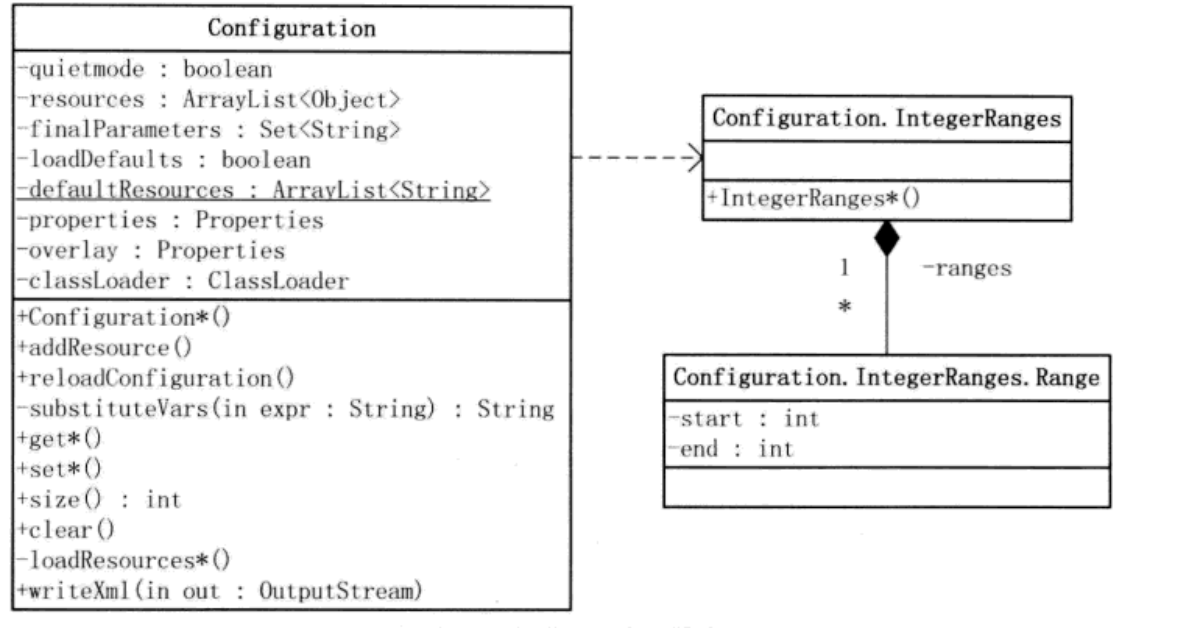 Configuration
-quietmode : boolean
-resources : ArrayList<Object>
-finalParameters : Set<String>
-loadDefaults : boolean
-defaultResources : ArrayList<String>
-properties : Properties
-overlay : Properties
-classLoader : ClassLoader
+Configuration*()
+addResource()
+reloadConfiguration()
-substituteVars(in expr : String) : String
+get*()
+set*()
+size() : int
+clear()
-loadResources*()
+writeXml(in out : OutputStream)
Configuration.IntegerRanges
+IntegerRanges*()
1
-ranges
*
Configuration.IntegerRanges.Range
-start : int
-end : int